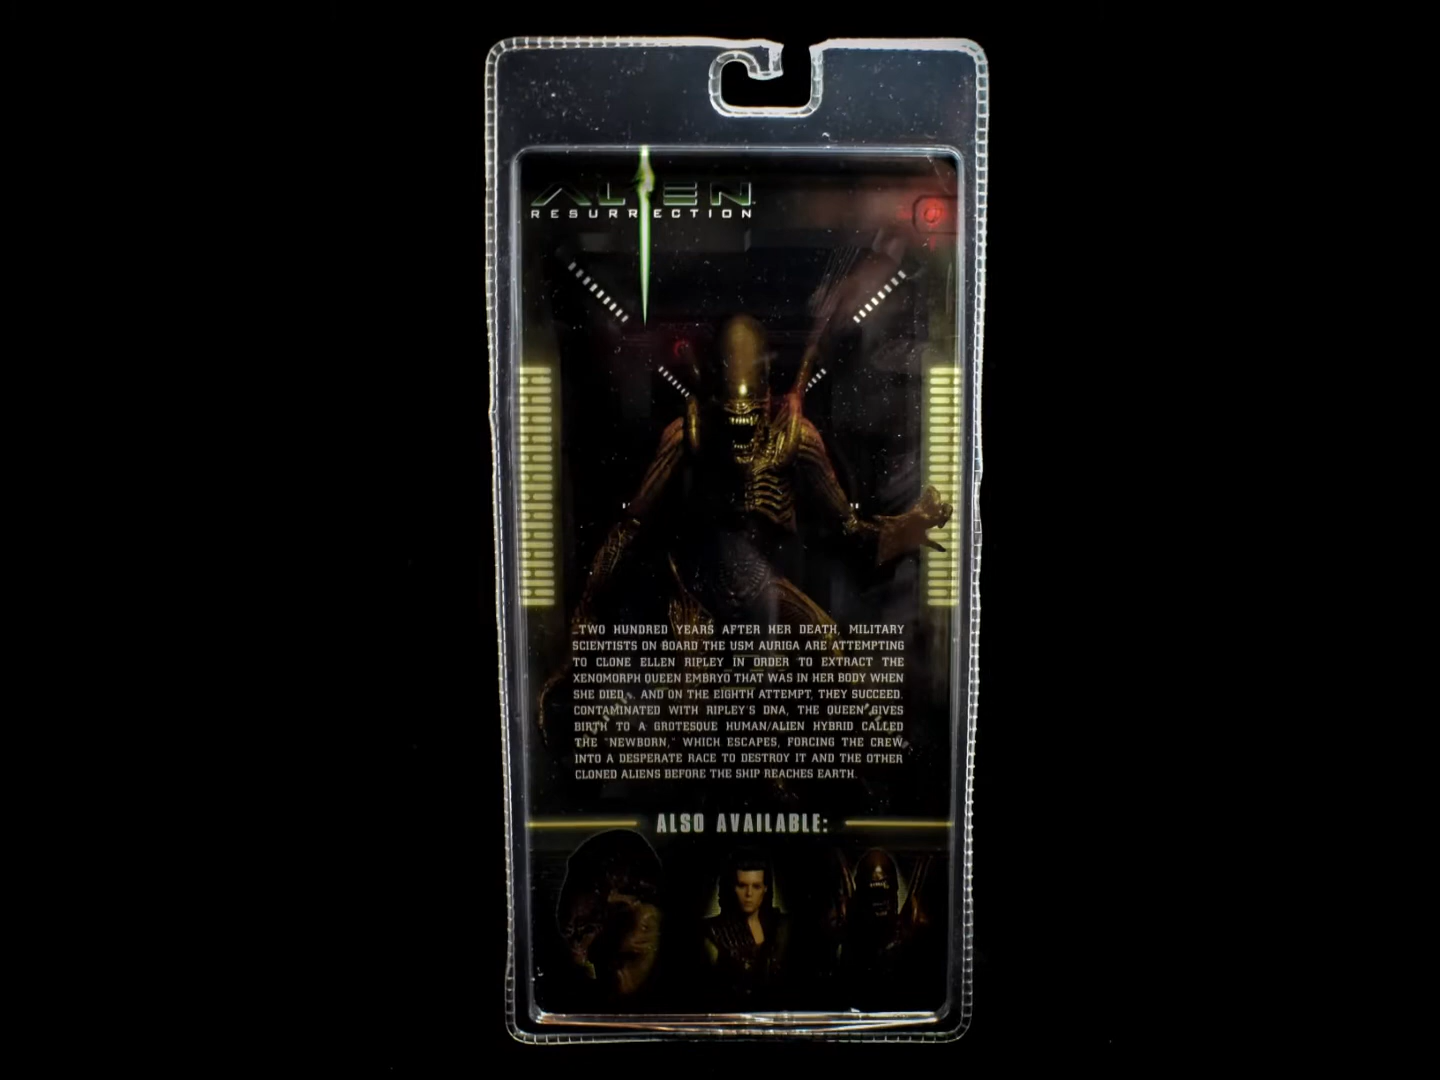 ALIEN
RESURRECTION
TWO HUNDRED YEARS AFTER HER DEATH, MILITARY
SCIENTISTS ON BOARD THE USM AURIGA ARE ATTEMPTING
TO CLONE ELLEN RIPLEY IN ORDER TO EXTRACT THE
XENOMORPH QUEEN EMBRYO THAT WAS IN HER BODY WHEN
SHE DIED... AND ON THE EIGHTH ATTEMPT, THEY SUCCEED.
CONTAMINATED WITH RIPLEY'S DNA, THE QUEEN GIVES
BIRTH TO A GROTESQUE HUMAN/ALIEN HYBRID CALLED
THE "NEWBORN," WHICH ESCAPES, FORCING THE CREW
INTO A DESPERATE RACE TO DESTROY IT AND THE OTHER
CLONED ALIENS BEFORE THE SHIP REACHES EARTH.
ALSO AVAILABLE: